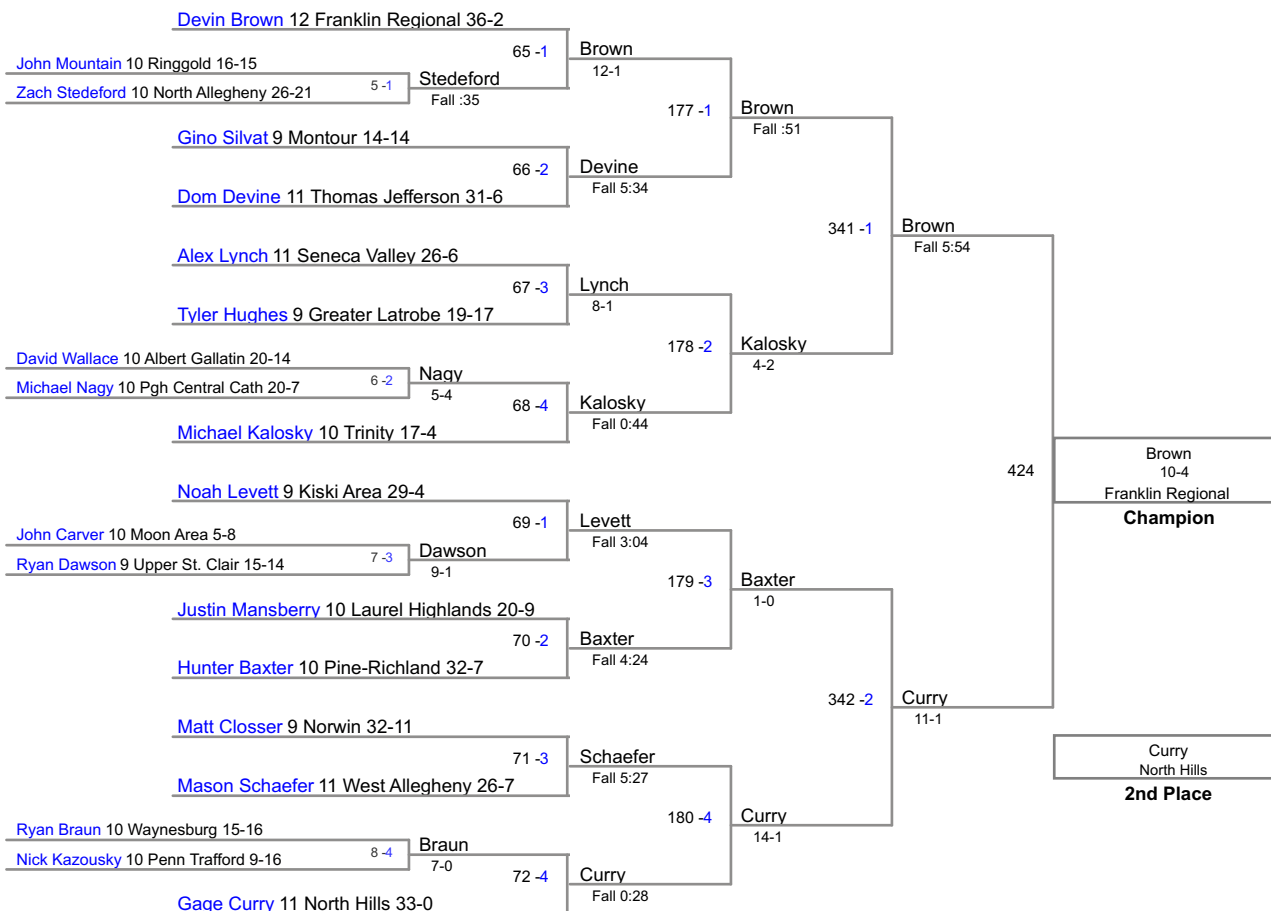 Devin Brown 12 Franklin Regional 36-2
65 -1
Brown
12-1
John Mountain 10 Ringgold 16-15
5 -1
Stedeford
Fall :35
Zach Stedeford 10 North Allegheny 26-21
177 -1
Brown
Fall :51
Gino Silvat 9 Montour 14-14
66 -2
Devine
Fall 5:34
Dom Devine 11 Thomas Jefferson 31-6
341 -1
Brown
Fall 5:54
Alex Lynch 11 Seneca Valley 26-6
67 -3
Lynch
8-1
Tyler Hughes 9 Greater Latrobe 19-17
178 -2
Kalosky
4-2
David Wallace 10 Albert Gallatin 20-14
6 -2
Nagy
5-4
Michael Nagy 10 Pgh Central Cath 20-7
68 -4
Kalosky
Fall 0:44
Michael Kalosky 10 Trinity 17-4
424
Brown
10-4
Franklin Regional
Champion
Noah Levett 9 Kiski Area 29-4
69 -1
Levett
Fall 3:04
John Carver 10 Moon Area 5-8
7 -3
Dawson
9-1
Ryan Dawson 9 Upper St. Clair 15-14
179 -3
Baxter
1-0
Justin Mansberry 10 Laurel Highlands 20-9
70 -2
Baxter
Fall 4:24
Hunter Baxter 10 Pine-Richland 32-7
342 -2
Curry
11-1
Matt Closser 9 Norwin 32-11
71 -3
Schaefer
Fall 5:27
Mason Schaefer 11 West Allegheny 26-7
Curry
North Hills
2nd Place
180 -4
Curry
14-1
Ryan Braun 10 Waynesburg 15-16
8 -4
Braun
7-0
Nick Kazousky 10 Penn Trafford 9-16
72 -4
Curry
Fall 0:28
Gage Curry 11 North Hills 33-0